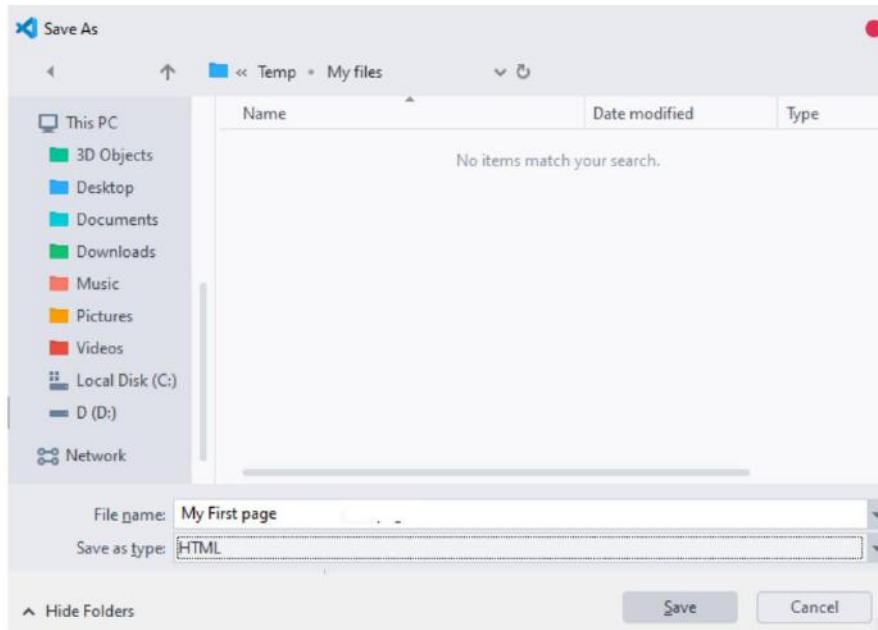 Save As
« Temp • My files
Name Date modified Type
This PC
No items match your search.
3D Objects
Desktop
Documents
Downloads
Music
Pictures
Videos
Local Disk (C:)
D (D:)
Network
File name: My First page
Save as type: HTML
Hide Folders Save Cancel